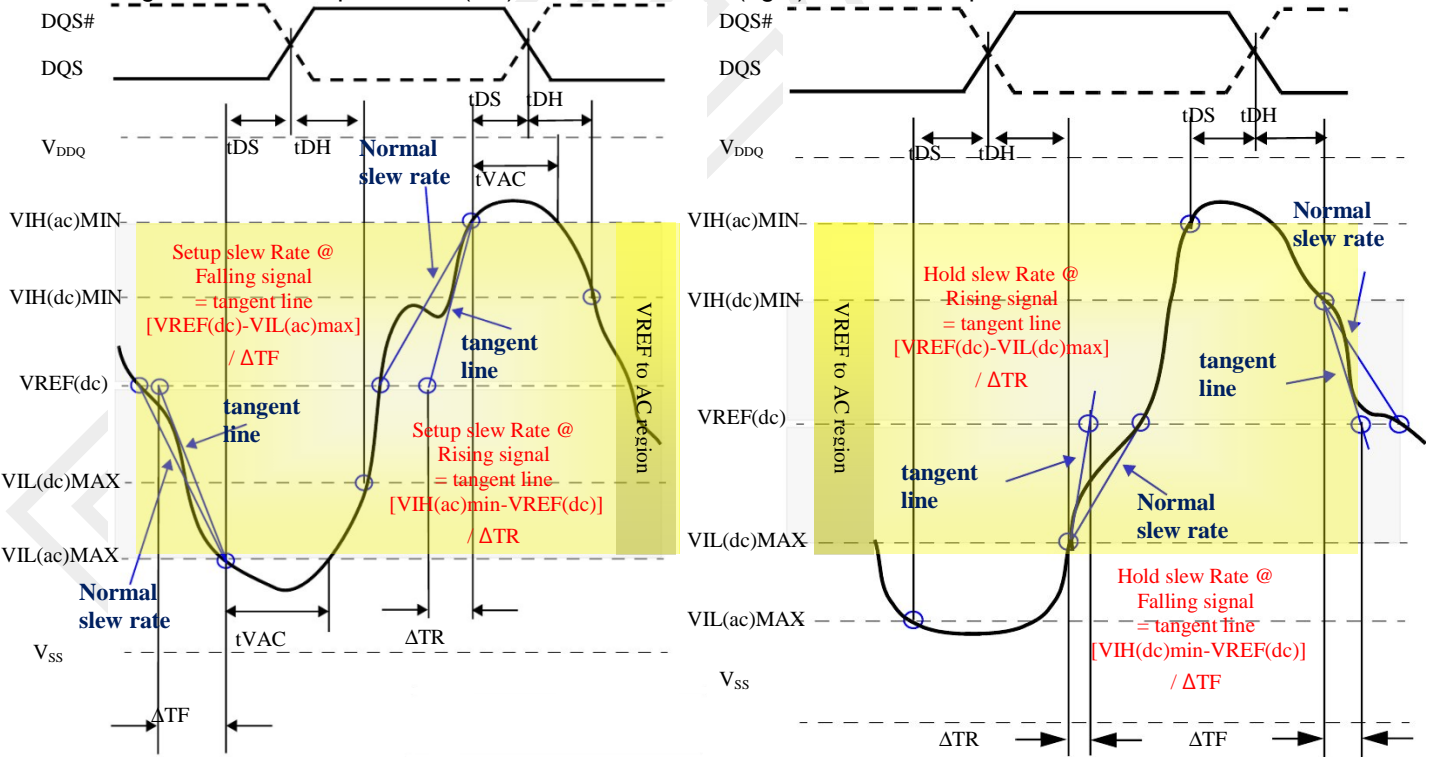 DQS#
DQS
tDS
tDH
tDS
tDH
VDDQ
Normal
slew rate
tVAC
VIH(ac)MIN
Setup slew Rate @
Falling signal
= tangent line
[VREF(dc)-VIL(ac)max]
/ ΔTF
VIH(dc)MIN
tangent
line
VREF to AC region
VREF(dc)
tangent
line
Setup slew Rate @
Rising signal
= tangent line
[VIH(ac)min-VREF(dc)]
/ ΔTR
VIL(dc)MAX
VIL(ac)MAX
Normal
slew rate
tVAC
ΔTR
VSS
ΔTF
DQS#
DQS
tDS
tDH
tDS
tDH
VDDQ
VIH(ac)MIN
Normal
slew rate
Hold slew Rate @
Rising signal
= tangent line
[VREF(dc)-VIL(dc)max]
/ ΔTR
VIH(dc)MIN
VREF to AC region
tangent
line
VREF(dc)
tangent
line
Normal
slew rate
VIL(dc)MAX
Hold slew Rate @
Falling signal
= tangent line
[VIH(dc)min-VREF(dc)]
/ ΔTF
VIL(ac)MAX
VSS
ΔTR
ΔTF